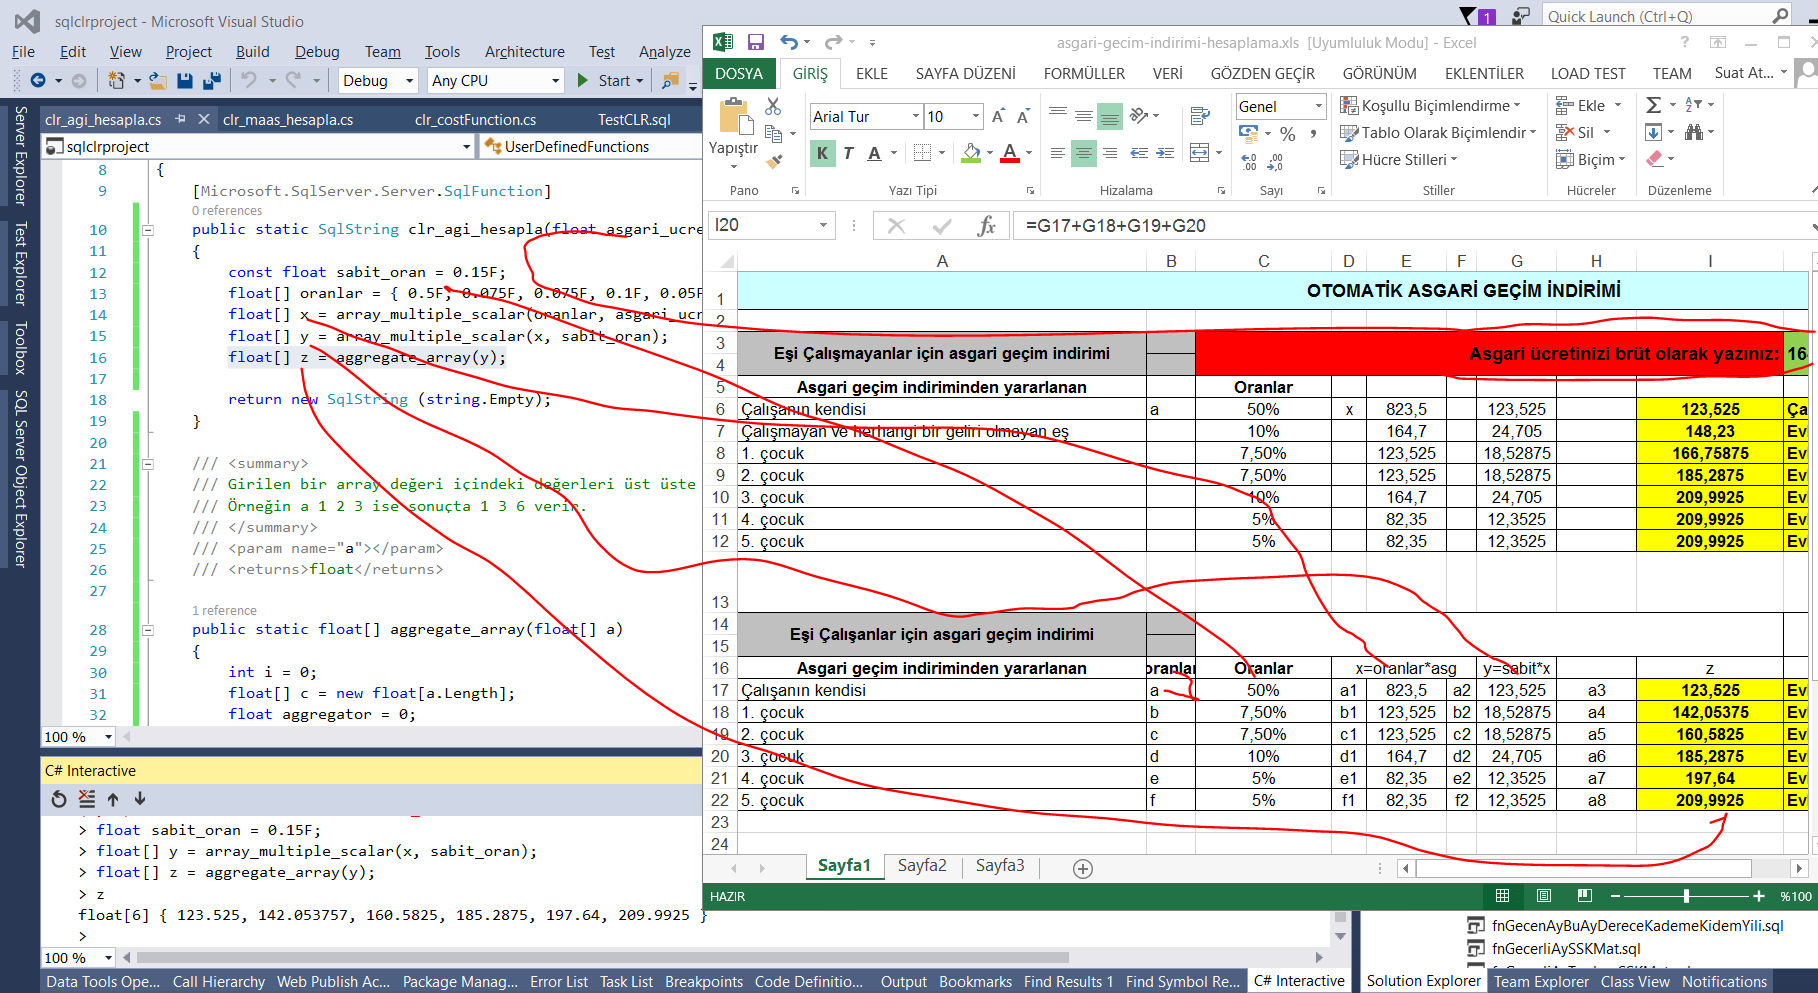 sqlclrproject - Microsoft Visual Studio
1
Quick Launch (Ctrl+Q)
File Edit View Project Build Debug Team Tools Architecture Test Analyze
Debug Any CPU Start
Server Explorer
Test Explorer
Toolbox
SQL Server Object Explorer
clr_agi_hesapla.cs clr_maas_hesapla.cs clr_costFunction.cs TestCLR.sql
sqlclrproject UserDefinedFunctions
8 {
9 [Microsoft.SqlServer.Server.SqlFunction]
0 references
10 public static SqlString clr_agi_hesapla(float asgari_ucre
11 {
12 const float sabit_oran = 0.15F;
13 float[] oranlar = { 0.5F, 0.075F, 0.075F, 0.1F, 0.05F
14 float[] x = array_multiple_scalar(oranlar, asgari_ucr
15 float[] y = array_multiple_scalar(x, sabit_oran);
16 float[] z = aggregate_array(y);
17
18 return new SqlString (string.Empty);
19 }
20
21 /// <summary>
22 /// Girilen bir array değeri içindeki değerleri üst üste
23 /// Örneğin a 1 2 3 ise sonuçta 1 3 6 verir.
24 /// </summary>
25 /// <param name="a"></param>
26 /// <returns>float</returns>
27
1 reference
28 public static float[] aggregate_array(float[] a)
29 {
30 int i = 0;
31 float[] c = new float[a.Length];
32 float aggregator = 0;
100 %
C# Interactive
> float sabit_oran = 0.15F;
> float[] y = array_multiple_scalar(x, sabit_oran);
> float[] z = aggregate_array(y);
> z
float[6] { 123.525, 142.053757, 160.5825, 185.2875, 197.64, 209.9925 }
>
100 %
asgari-gecim-indirimi-hesaplama.xls [Uyumluluk Modu] - Excel
DOSYA GİRİŞ EKLE SAYFA DÜZENİ FORMÜLLER VERİ GÖZDEN GEÇİR GÖRÜNÜM EKLENTİLER LOAD TEST TEAM Suat At...
Yapıştır
Arial Tur 10
K T A
Genel
Koşullu Biçimlendirme
Tablo Olarak Biçimlendir
Hücre Stilleri
Ekle
Sil
Biçim
Pano Yazı Tipi Hizalama Sayı Stiller Hücreler Düzenleme
I20 fx =G17+G18+G19+G20
A B C D E F G H I
1 OTOMATİK ASGARİ GEÇİM İNDİRİMİ
2
3 Eşi Çalışmayanlar için asgari geçim indirimi Asgari ücretinizi brüt olarak yazınız: 16
4
5 Asgari geçim indiriminden yararlanan Oranlar
6 Çalışanın kendisi a 50% x 823,5 123,525 123,525 Ça
7 Çalışmayan ve herhangi bir geliri olmayan eş 10% 164,7 24,705 148,23 Ev
8 1. çocuk 7,50% 123,525 18,52875 166,75875 Ev
9 2. çocuk 7,50% 123,525 18,52875 185,2875 Ev
10 3. çocuk 10% 164,7 24,705 209,9925 Ev
11 4. çocuk 5% 82,35 12,3525 209,9925 Ev
12 5. çocuk 5% 82,35 12,3525 209,9925 Ev
13
14 Eşi Çalışanlar için asgari geçim indirimi
15
16 Asgari geçim indiriminden yararlanan oranlar Oranlar x=oranlar*asg y=sabit*x z
17 Çalışanın kendisi a 50% a1 823,5 a2 123,525 a3 123,525 Ev
18 1. çocuk b 7,50% b1 123,525 b2 18,52875 a4 142,05375 Ev
19 2. çocuk c 7,50% c1 123,525 c2 18,52875 a5 160,5825 Ev
20 3. çocuk d 10% d1 164,7 d2 24,705 a6 185,2875 Ev
21 4. çocuk e 5% e1 82,35 e2 12,3525 a7 197,64 Ev
22 5. çocuk f 5% f1 82,35 f2 12,3525 a8 209,9925 Ev
23
24
Sayfa1 Sayfa2 Sayfa3
HAZIR %100
fnGecenAyBuAyDereceKademeKidemYili.sql
fnGecerliAySSKMat.sql
Data Tools Ope... Call Hierarchy Web Publish Ac... Package Manag... Error List Task List Breakpoints Code Definitio... Output Bookmarks Find Results 1 Find Symbol Re... C# Interactive Solution Explorer Team Explorer Class View Notifications